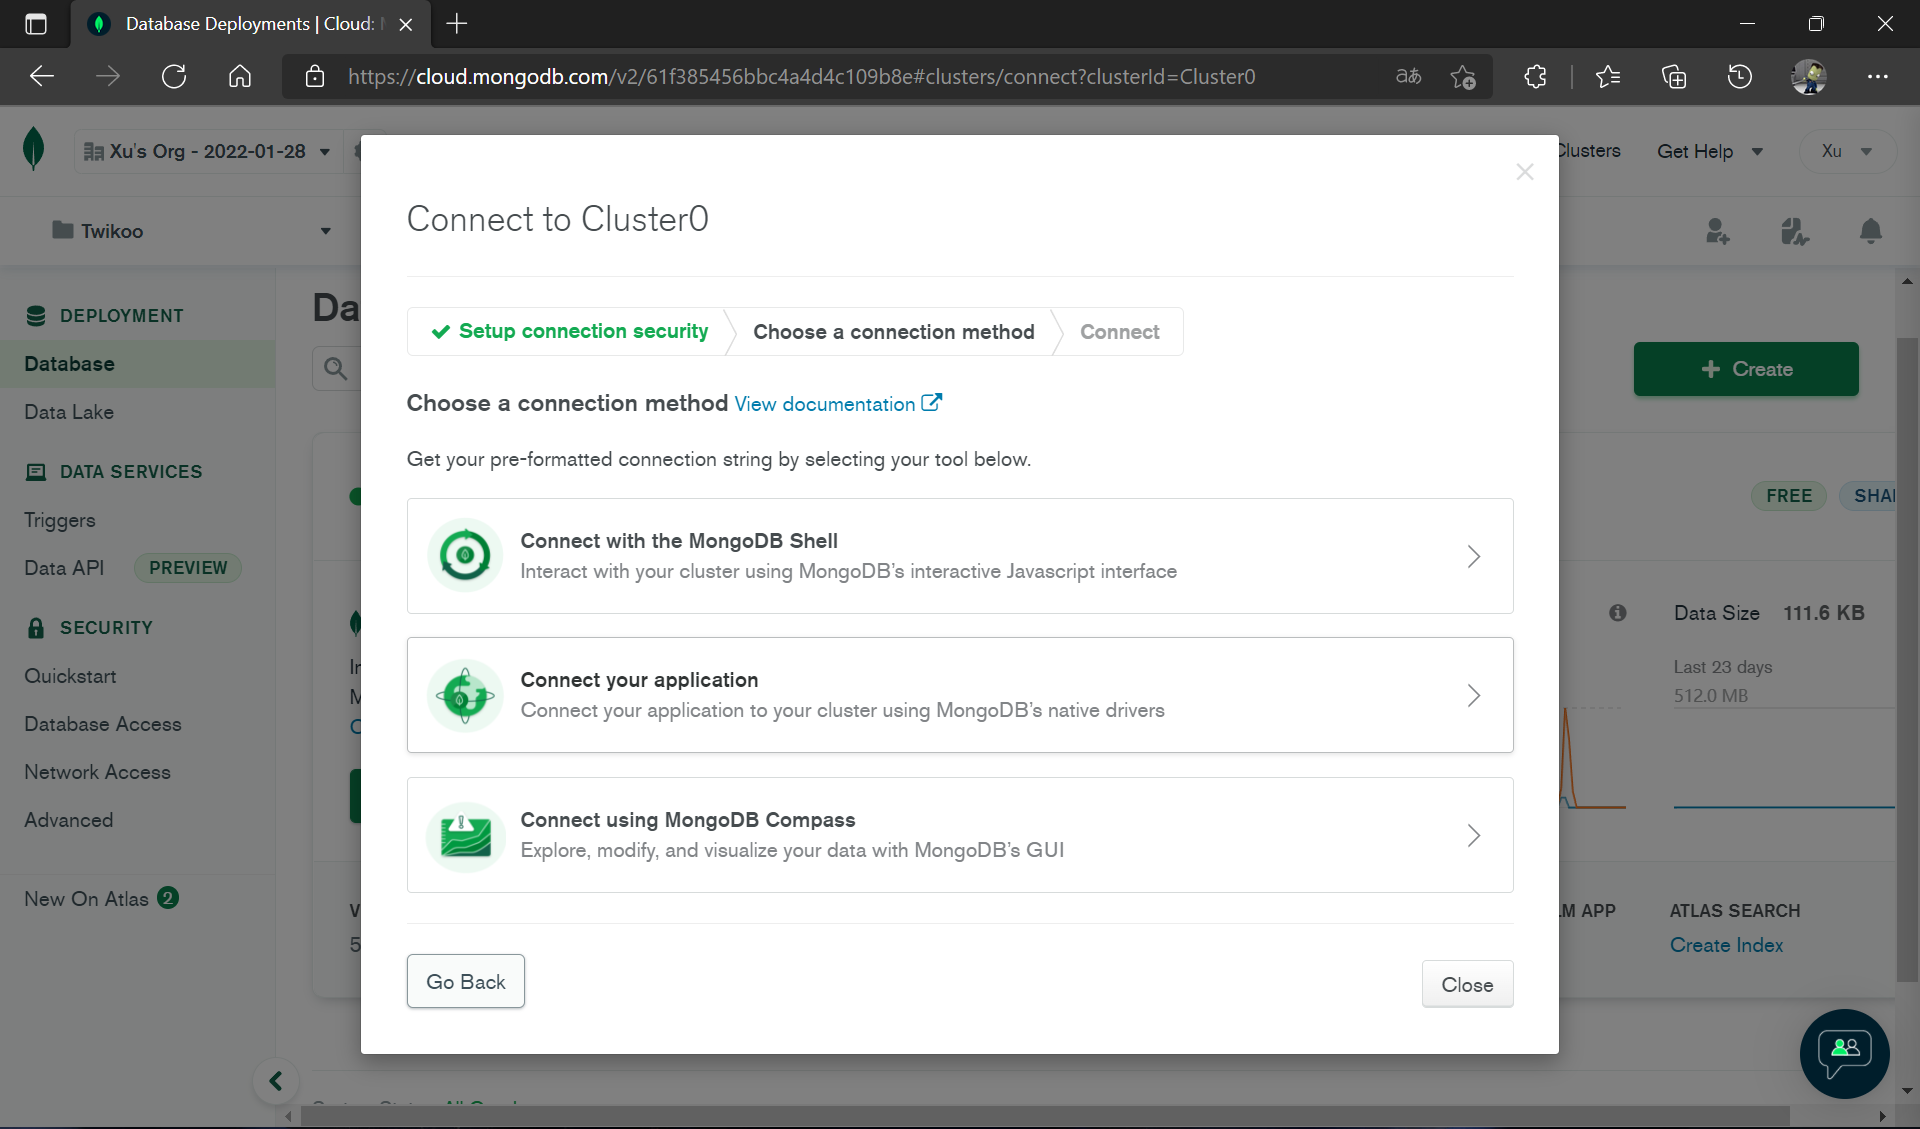 Database Deployments | Cloud:
https://cloud.mongodb.com/v2/61f385456bbc4a4d4c109b8e#clusters/connect?clusterId=Cluster0
aあ
Xu's Org - 2022-01-28
Clusters
Get Help
Xu
Twikoo
Connect to Cluster0
DEPLOYMENT
Database
Data Lake
DATA SERVICES
Triggers
Data API
PREVIEW
SECURITY
Quickstart
Database Access
Network Access
Advanced
New On Atlas 2
Da
Setup connection security
Choose a connection method
Connect
+ Create
Choose a connection method View documentation
Get your pre-formatted connection string by selecting your tool below.
Connect with the MongoDB Shell
Interact with your cluster using MongoDB's interactive Javascript interface
Connect your application
Connect your application to your cluster using MongoDB's native drivers
Connect using MongoDB Compass
Explore, modify, and visualize your data with MongoDB's GUI
Go Back
Close
FREE
SHA
Data Size 111.6 KB
Last 23 days
512.0 MB
M APP
ATLAS SEARCH
Create Index